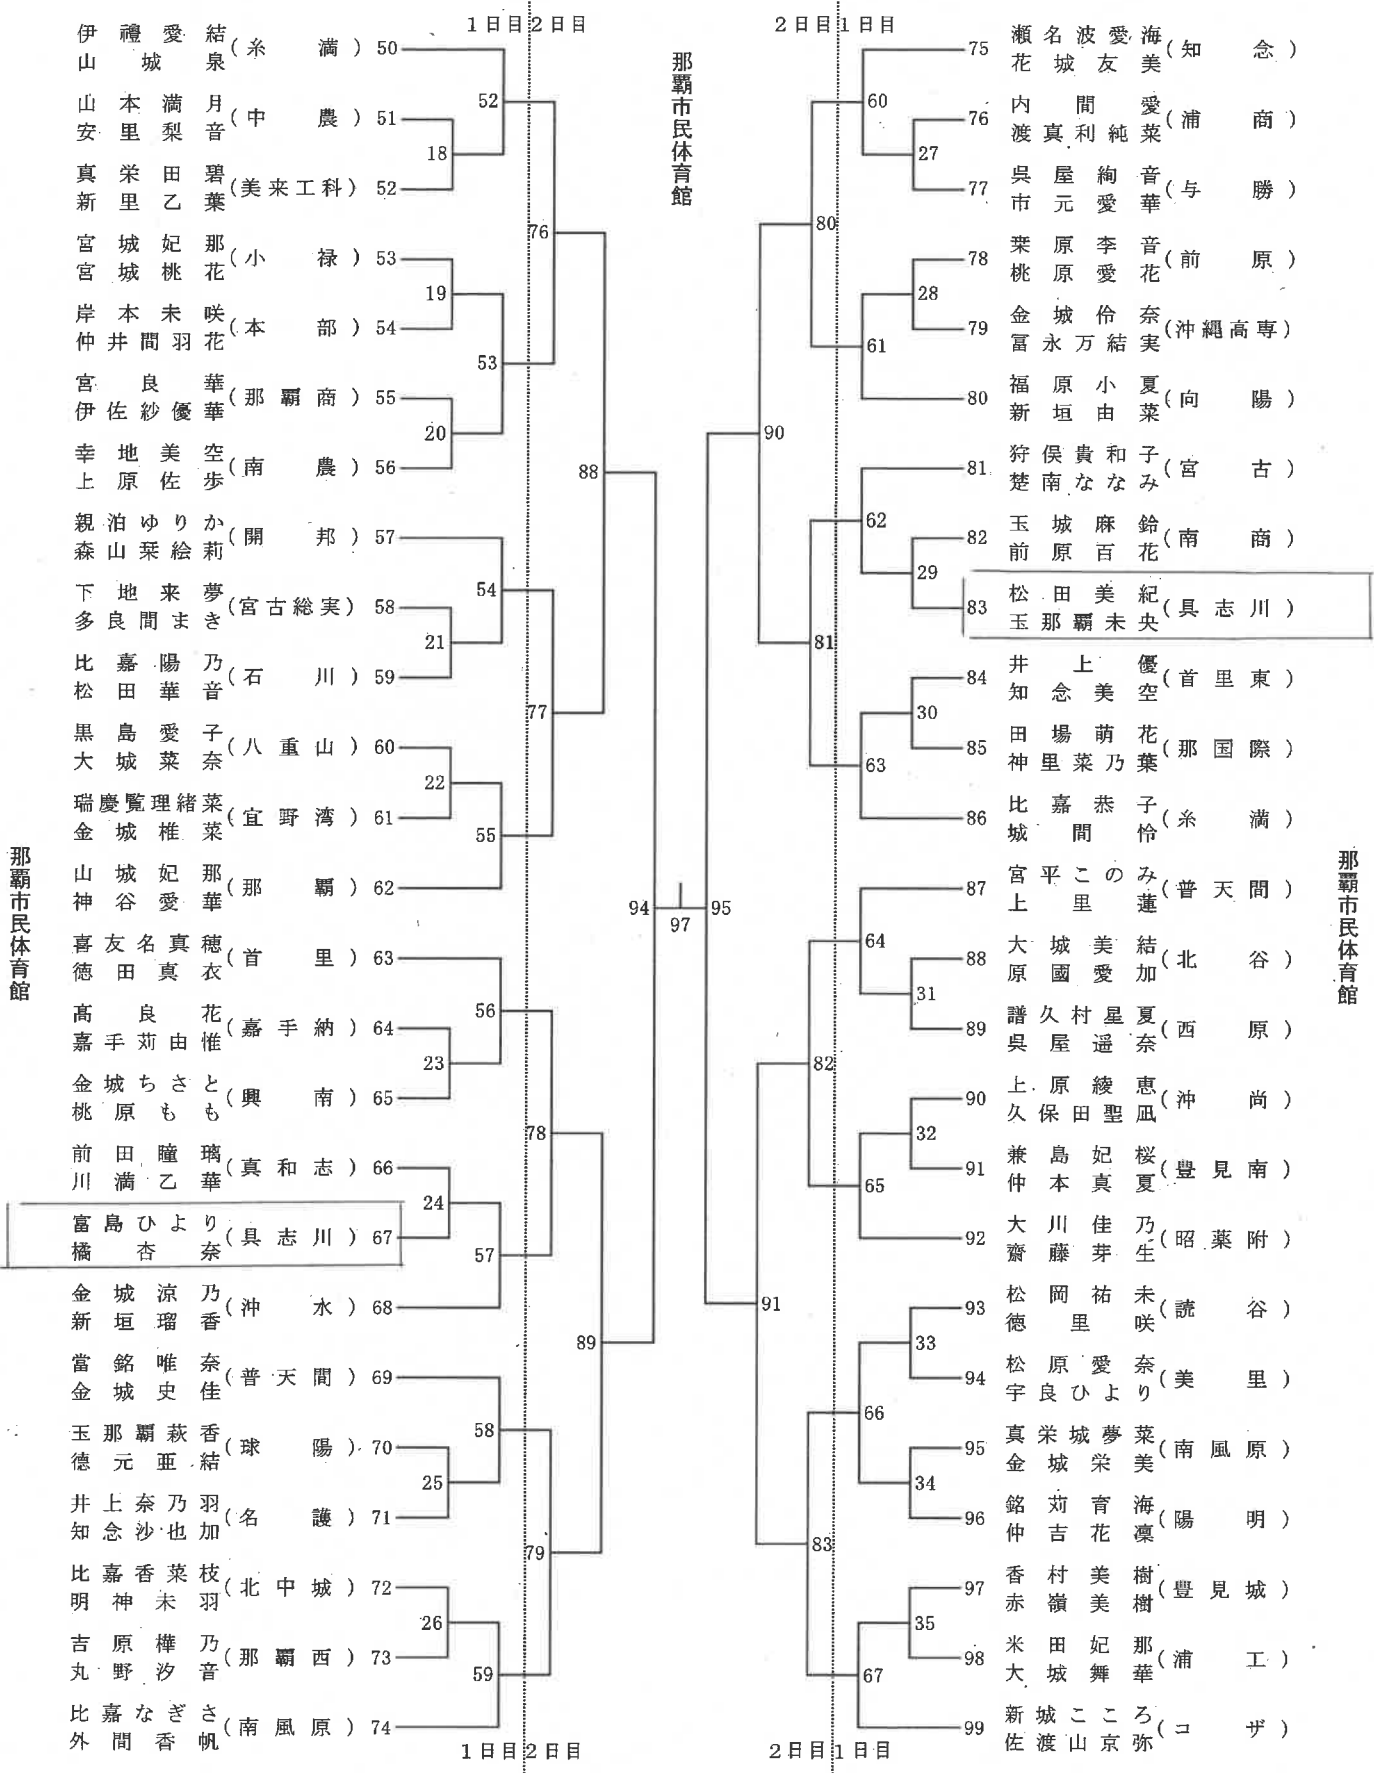 1日目 2日目
伊禮愛結
山城泉
(糸満) 50
山本満月
安里梨音
(中農) 51
真栄田碧
新里乙葉
(美来工科) 52
宮城妃那
宮城桃花
(小禄) 53
岸本未咲
仲井間羽花
(本部) 54
宮良華
伊佐紗優華
(那覇商) 55
幸地美空
上原佐歩
(南農) 56
親泊ゆりか
森山栞絵莉
(開邦) 57
下地来夢
多良間まき
(宮古総実) 58
比嘉陽乃
松田華音
(石川) 59
黒島愛子
大城菜奈
(八重山) 60
瑞慶覧理緒菜
金城椎菜
(宜野湾) 61
山城妃那
神谷愛華
(那覇) 62
喜友名真穂
徳田真衣
(首里) 63
髙良花
嘉手苅由惟
(嘉手納) 64
金城ちさと
桃原もも
(興南) 65
前田瞳璃
川満乙華
(真和志) 66
富島ひより
橘杏奈
(具志川) 67
金城涼乃
新垣瑠香
(沖水) 68
當銘唯奈
金城史佳
(普天間) 69
玉那覇萩香
徳元亜結
(球陽) 70
井上奈乃羽
知念沙也加
(名護) 71
比嘉香菜枝
明神未羽
(北中城) 72
吉原樺乃
丸野汐音
(那覇西) 73
比嘉なぎさ
外間香帆
(南風原) 74
1日目 2日目
52
18
76
19
53
20
88
54
21
77
22
55
94
56
23
78
24
57
89
58
25
79
26
59
那覇市民体育館
那覇市民体育館
97
2日目 1日目
60
27
80
28
61
90
62
29
81
30
63
95
64
31
82
32
65
91
33
66
34
83
35
67
75 瀬名波愛海
花城友美
(知念)
76 内間愛
渡真利純菜
(浦商)
77 呉屋絢音
市元愛華
(与勝)
78 桒原李音
桃原愛花
(前原)
79 金城伶奈
冨永万結実
(沖縄高専)
80 福原小夏
新垣由菜
(向陽)
81 狩俣貴和子
楚南ななみ
(宮古)
82 玉城麻鈴
前原百花
(南商)
83 松田美紀
玉那覇未央
(具志川)
84 井上優
知念美空
(首里東)
85 田場萌花
神里菜乃葉
(那国際)
86 比嘉恭子
城間怜
(糸満)
87 宮平このみ
上里蓮
(普天間)
88 大城美結
原國愛加
(北谷)
89 譜久村星夏
呉屋遥奈
(西原)
90 上原綾恵
久保田聖凪
(沖尚)
91 兼島妃桜
仲本真夏
(豊見南)
92 大川佳乃
齋藤芽生
(昭薬附)
93 松岡祐未
徳里咲
(読谷)
94 松原愛奈
宇良ひより
(美里)
95 真栄城夢菜
金城栄美
(南風原)
96 銘苅育海
仲吉花凜
(陽明)
97 香村美樹
赤嶺美樹
(豊見城)
98 米田妃那
大城舞華
(浦工)
99 新城こころ
佐渡山京弥
(コザ)
2日目 1日目
那覇市民体育館